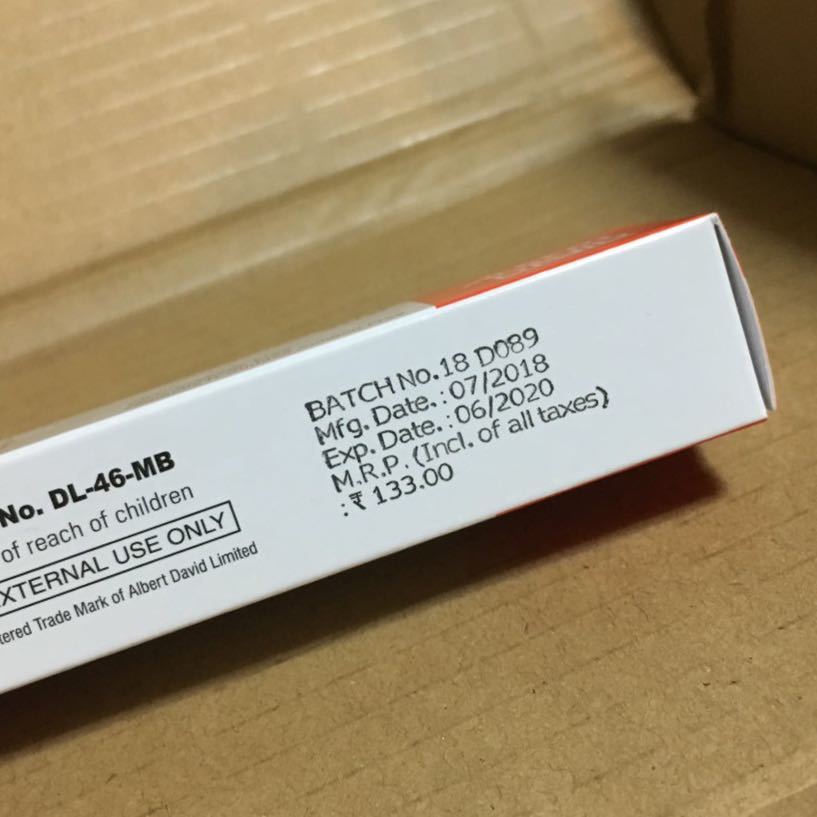 No. DL-46-MB
of reach of children
EXTERNAL USE ONLY
Trade Mark of Albert David Limited
BATCH No.18 D089
Mfg. Date.:07/2018
Exp. Date.:06/2020
M.R.P. (Incl. of all taxes)
:₹ 133.00